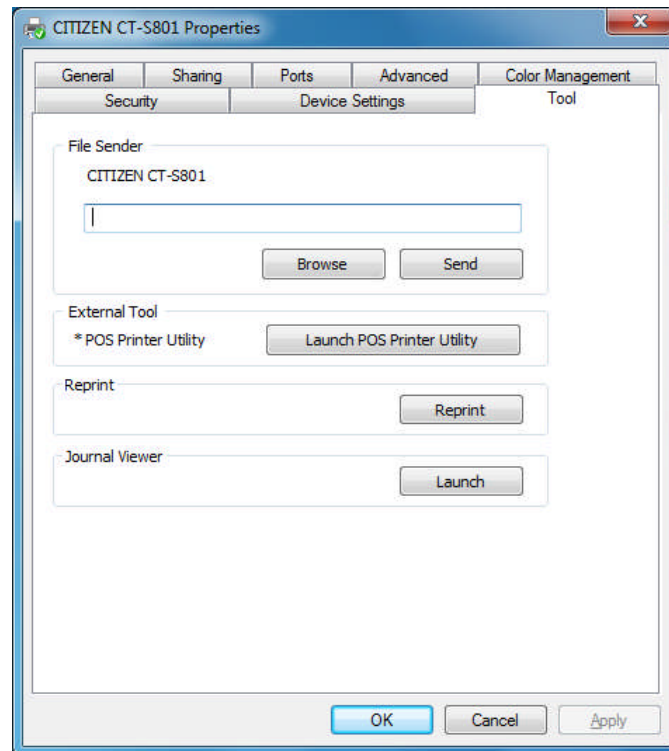 CITIZEN CT-S801 Properties
General Sharing Ports Advanced Color Management
Security Device Settings Tool
File Sender
CITIZEN CT-S801
Browse Send
External Tool
* POS Printer Utility Launch POS Printer Utility
Reprint
Reprint
Journal Viewer
Launch
OK Cancel Apply